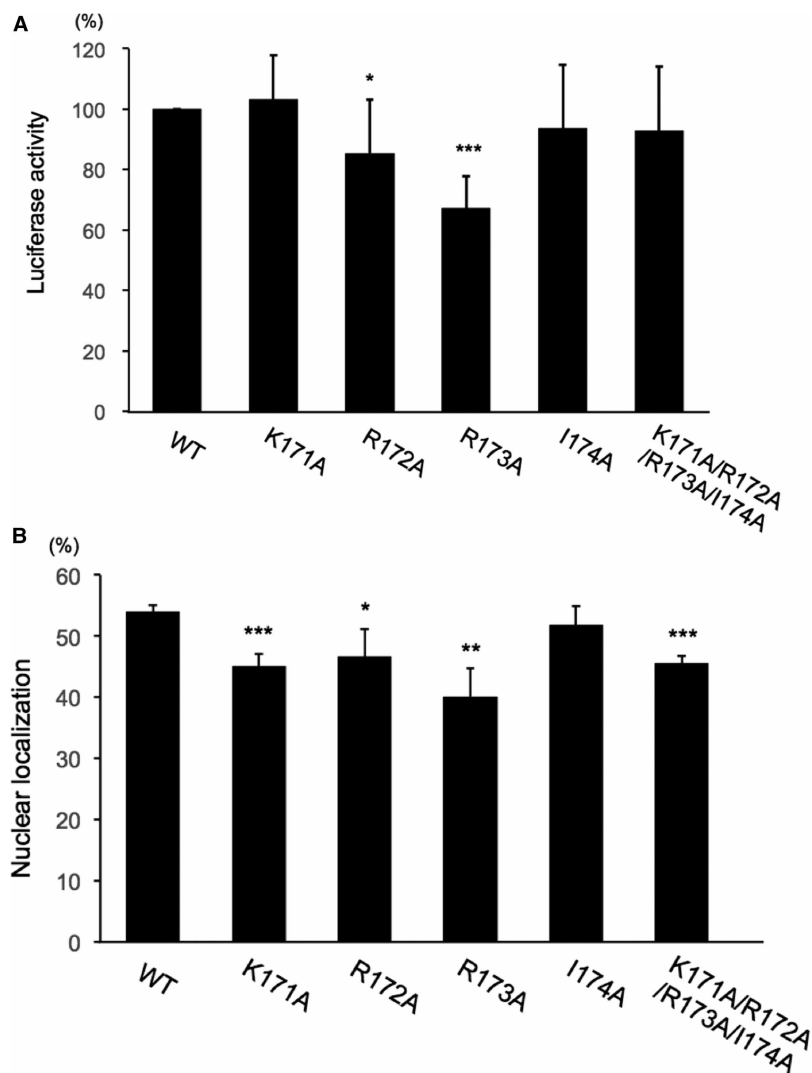 A
(%)
120
100
80
60
40
20
0
Luciferase activity
*
***
WT
K171A
R172A
R173A
I174A
K171A/R172A
/R173A/I174A
B
(%)
60
50
40
30
20
10
0
Nuclear localization
***
*
**
***
WT
K171A
R172A
R173A
I174A
K171A/R172A
/R173A/I174A